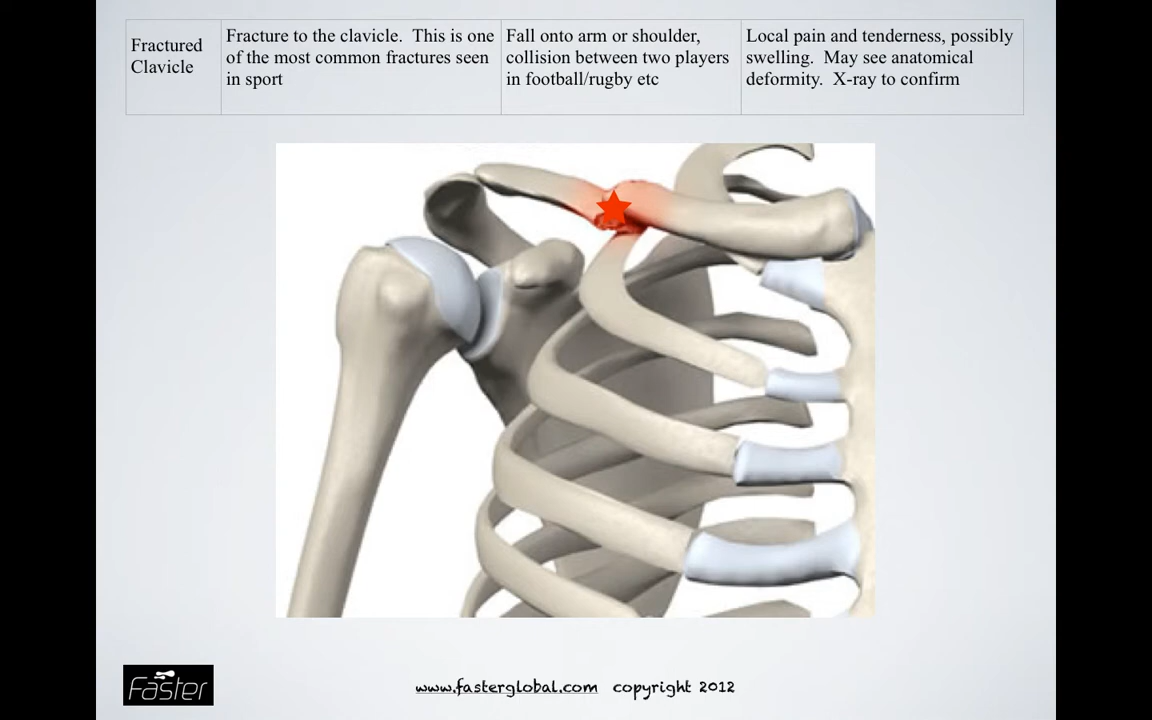 Fractured
Clavicle
Fracture to the clavicle. This is one
of the most common fractures seen
in sport
Fall onto arm or shoulder,
collision between two players
in football/rugby etc
Local pain and tenderness, possibly
swelling. May see anatomical
deformity. X-ray to confirm
Faster
www.fasterglobal.com copyright 2012